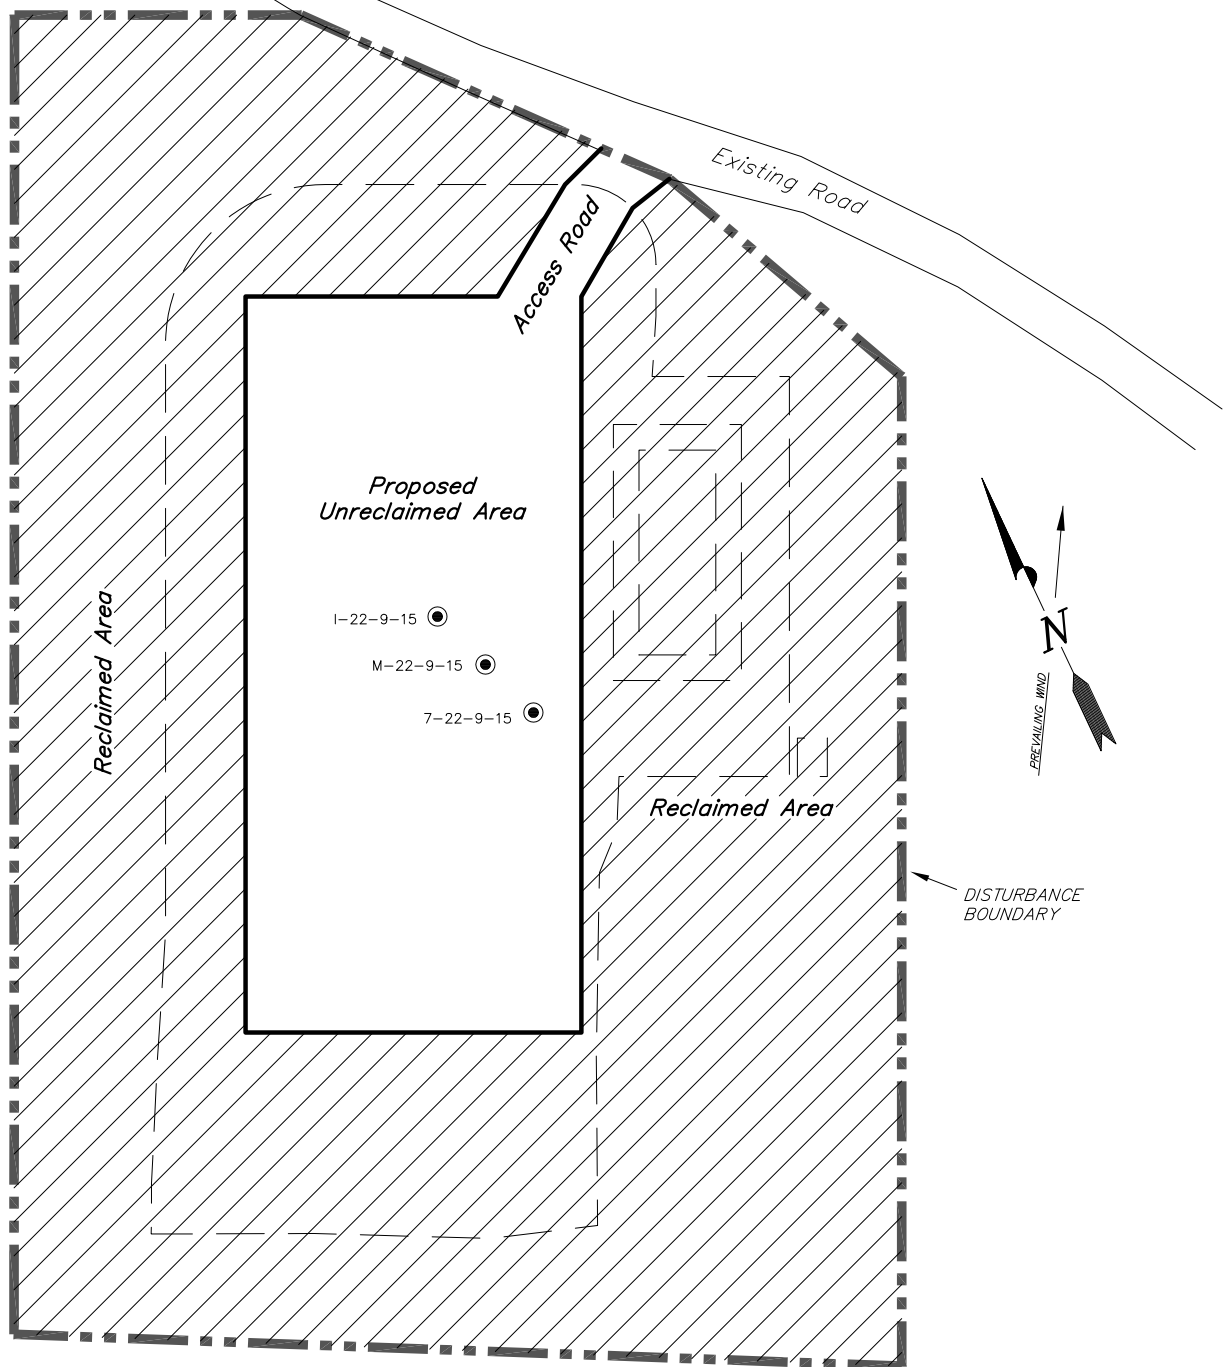 Existing Road
Access Road
Proposed
Unreclaimed Area
I-22-9-15
M-22-9-15
7-22-9-15
Reclaimed Area
Reclaimed Area
N
PREVAILING WIND
DISTURBANCE
BOUNDARY